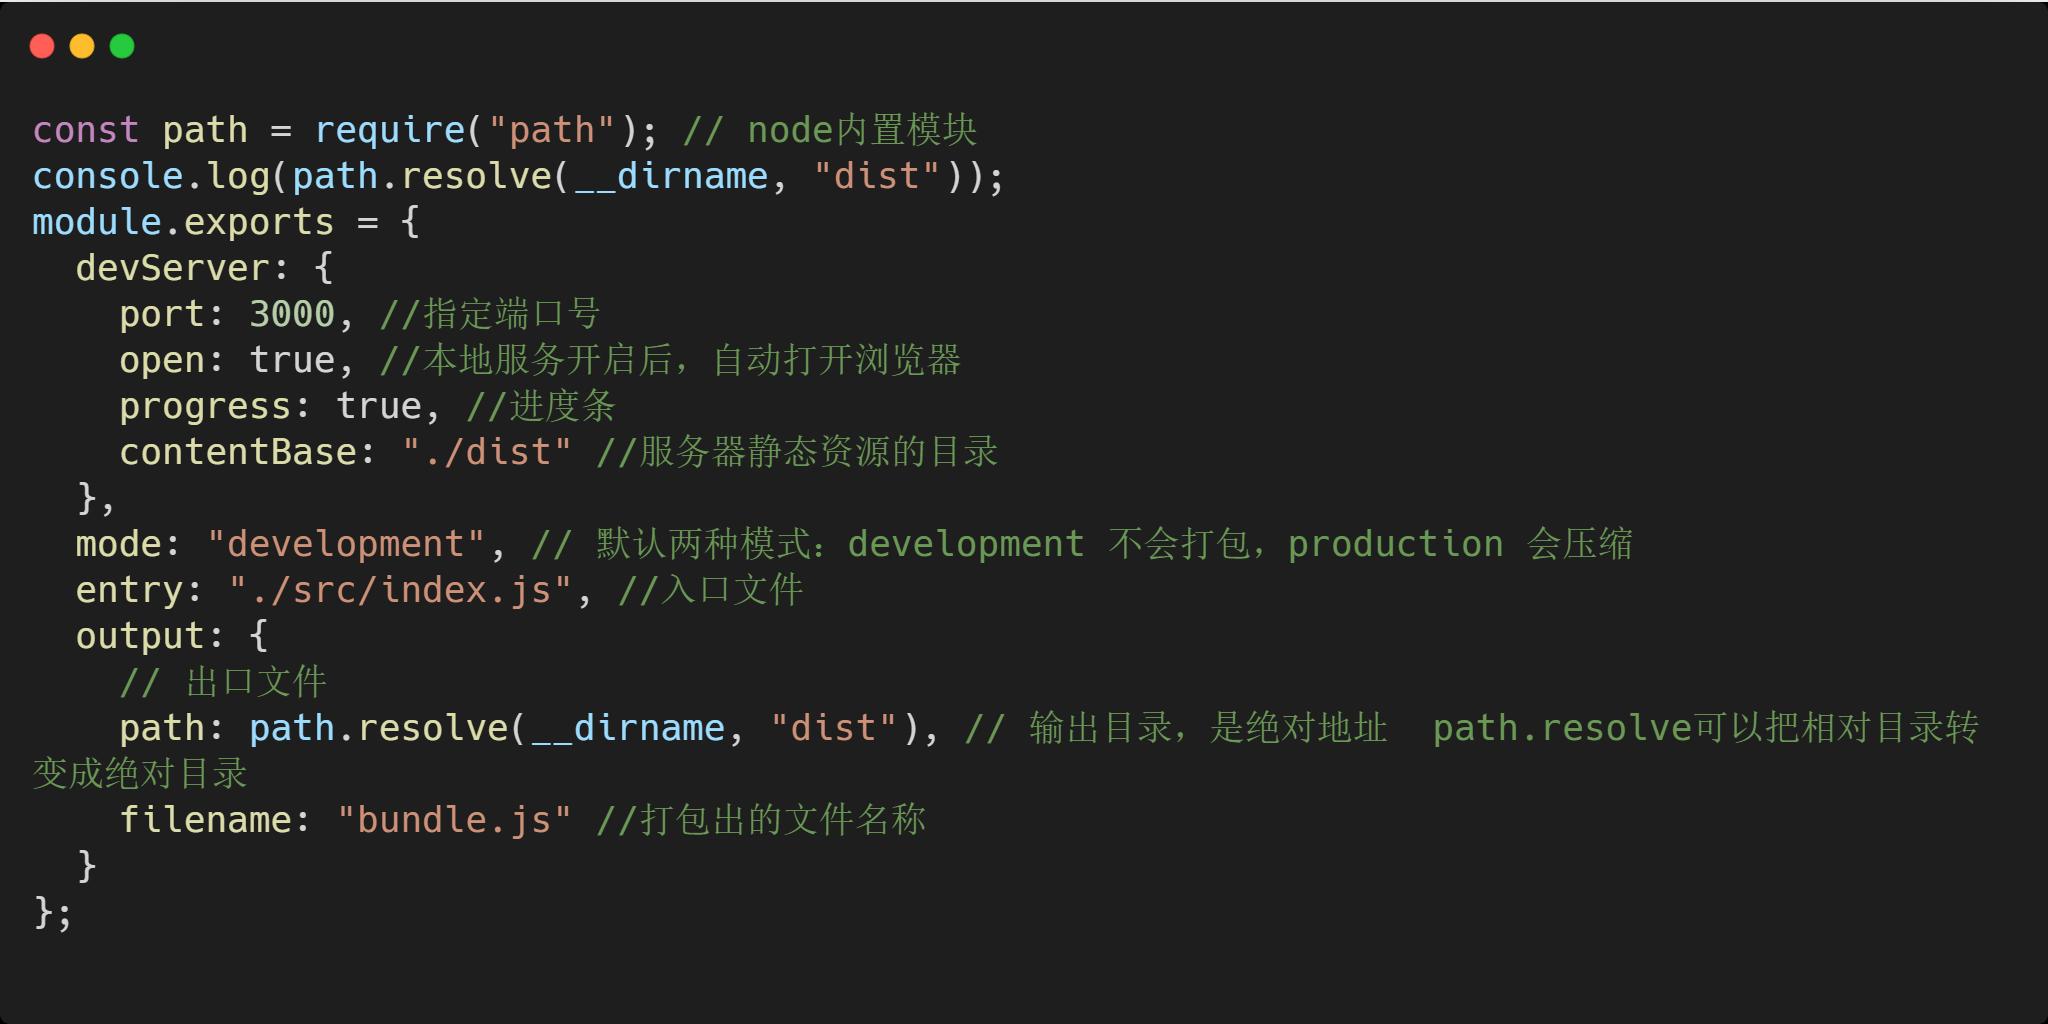 const path = require("path"); // node内置模块
console.log(path.resolve(__dirname, "dist"));
module.exports = {
  devServer: {
    port: 3000, //指定端口号
    open: true, //本地服务开启后，自动打开浏览器
    progress: true, //进度条
    contentBase: "./dist" //服务器静态资源的目录
  },
  mode: "development", // 默认两种模式：development 不会打包，production 会压缩
  entry: "./src/index.js", //入口文件
  output: {
    // 出口文件
    path: path.resolve(__dirname, "dist"), // 输出目录，是绝对地址  path.resolve可以把相对目录转
变成绝对目录
    filename: "bundle.js" //打包出的文件名称
  }
};